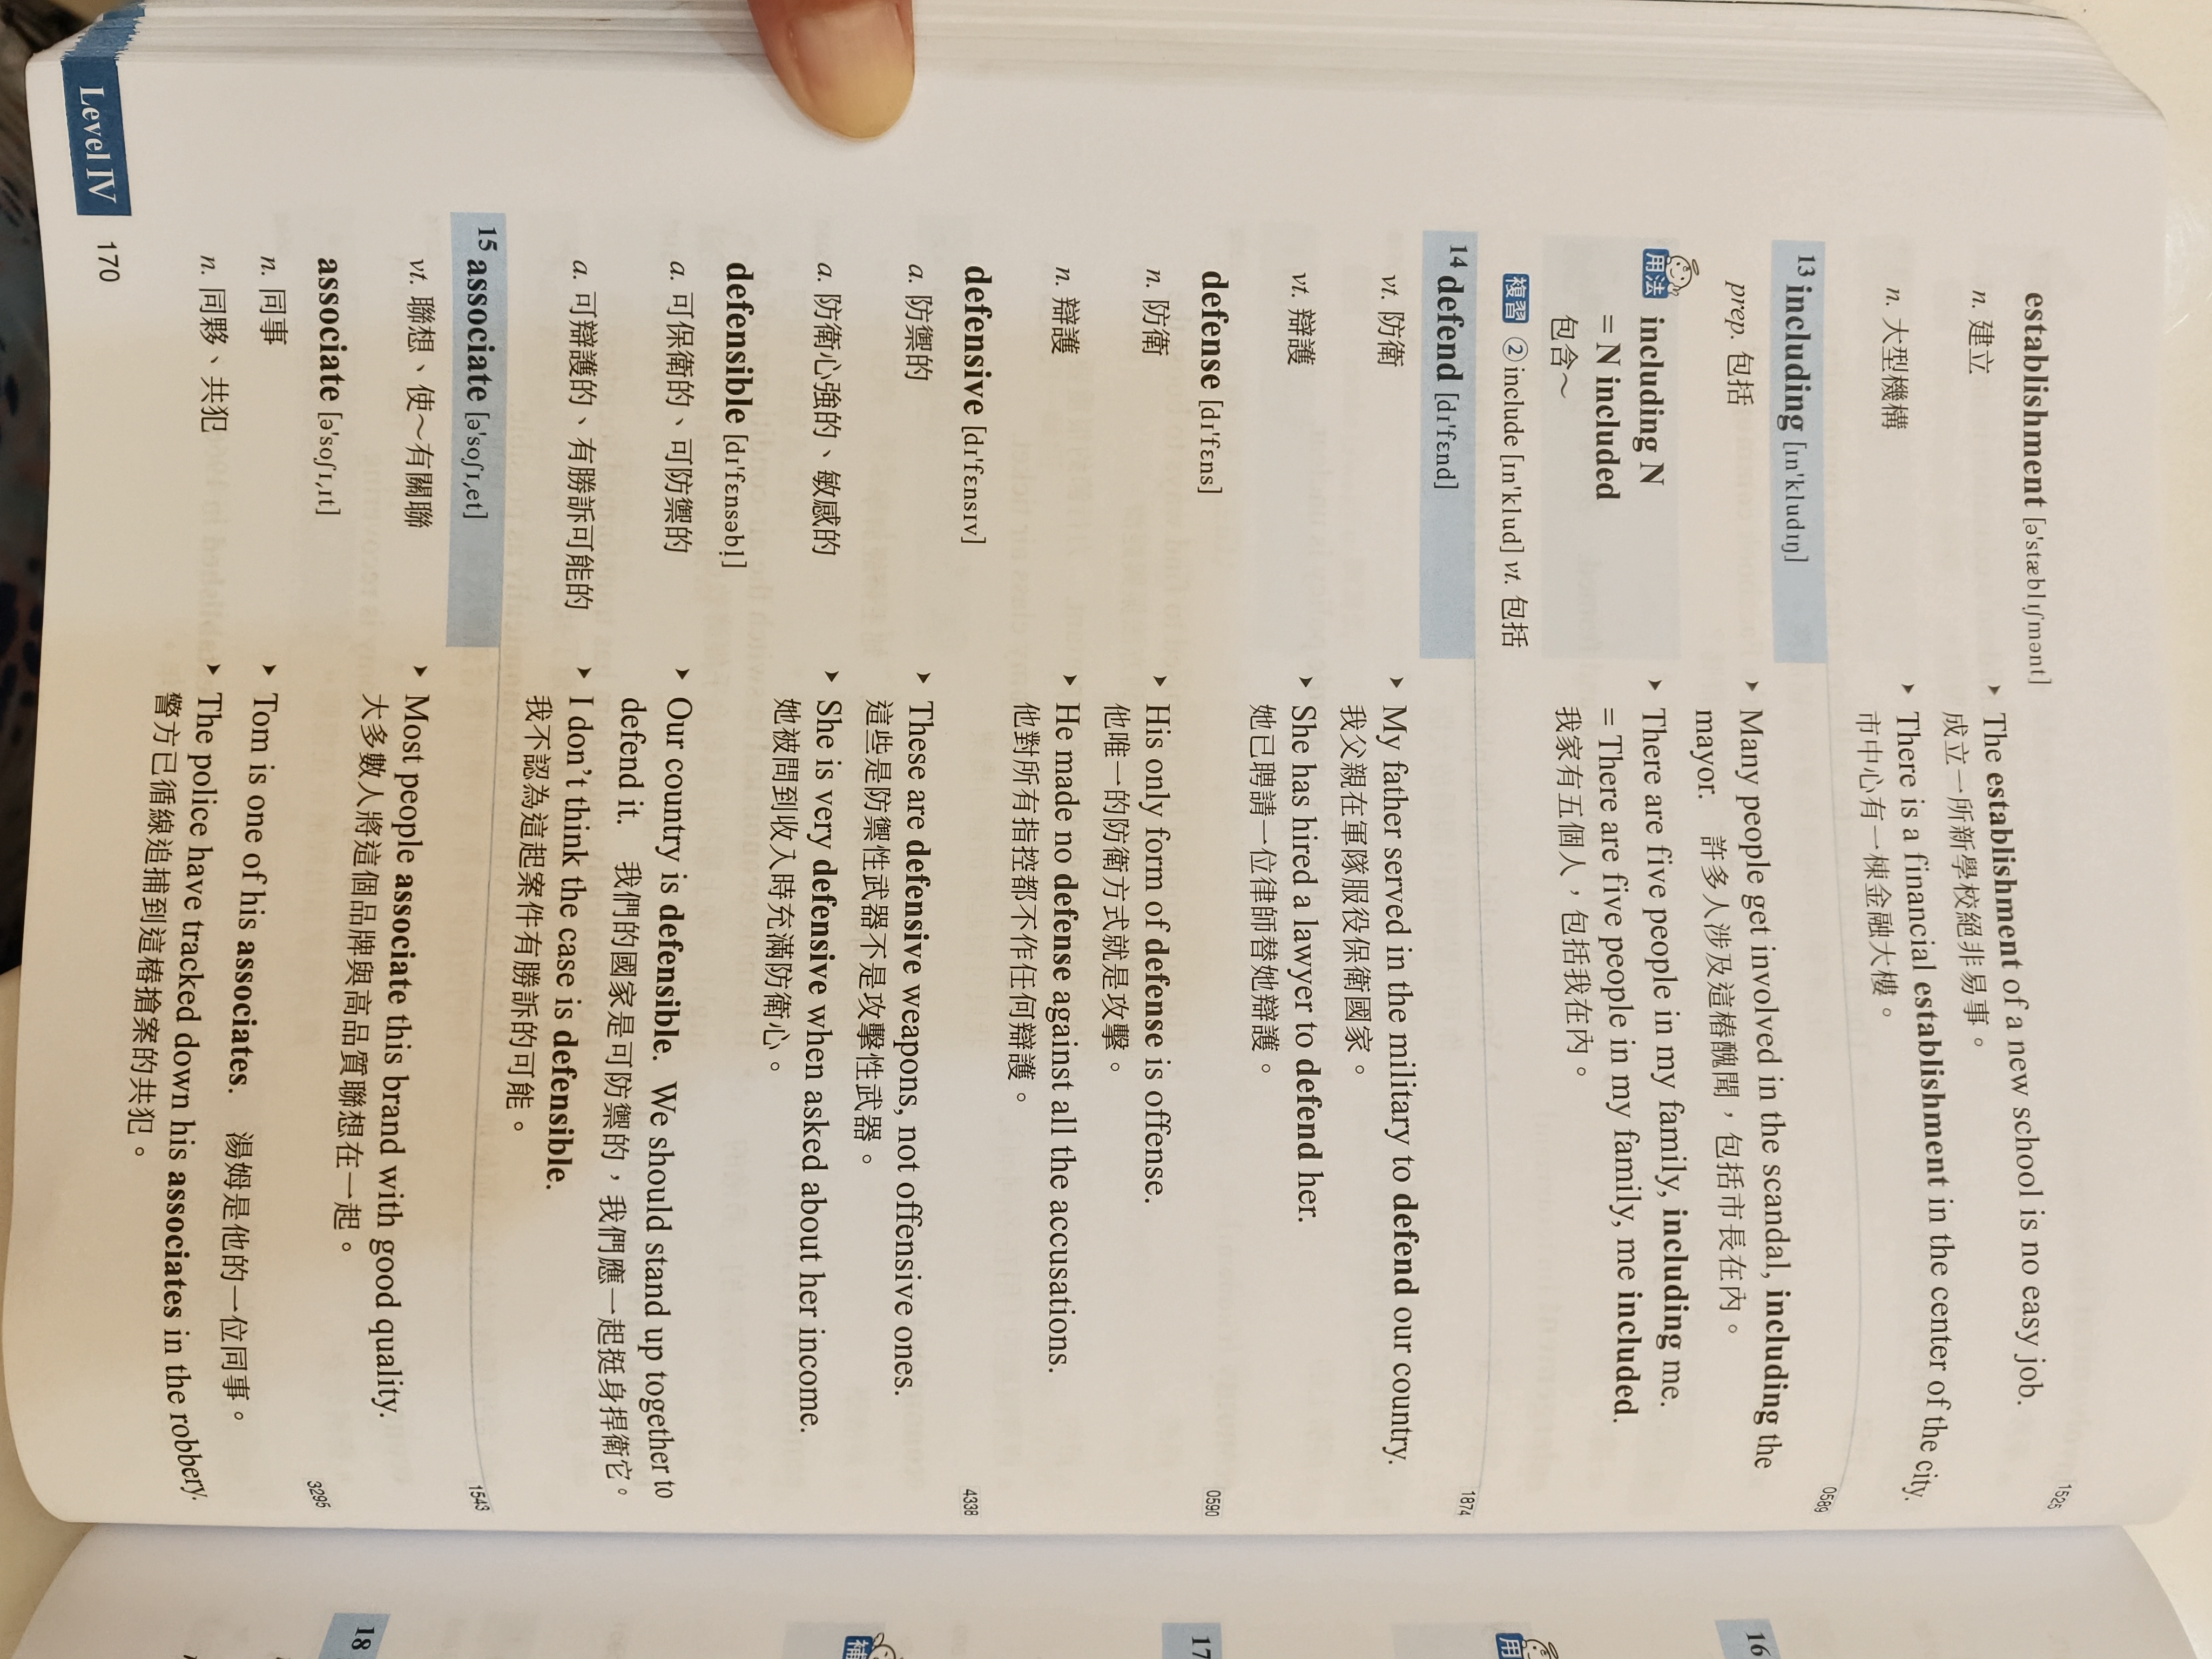 1525
establishment [ə'stæblɪʃmənt]
n. 建立
➤ The establishment of a new school is no easy job.
成立一所新學校絕非易事。
n. 大型機構
➤ There is a financial establishment in the center of the city.
市中心有一棟金融大樓。
0589
13 including [ɪn'kludɪŋ]
prep. 包括
➤ Many people get involved in the scandal, including the
mayor. 許多人涉及這樁醜聞，包括市長在內。
用法 including N
= N included
包含～
➤ There are five people in my family, including me.
= There are five people in my family, me included.
我家有五個人，包括我在內。
複習 ② include [ɪn'klud] vt. 包括
1874
14 defend [dɪ'fɛnd]
vt. 防衛
➤ My father served in the military to defend our country.
我父親在軍隊服役保衛國家。
vt. 辯護
➤ She has hired a lawyer to defend her.
她已聘請一位律師替她辯護。
0590
defense [dɪ'fɛns]
n. 防衛
➤ His only form of defense is offense.
他唯一的防衛方式就是攻擊。
n. 辯護
➤ He made no defense against all the accusations.
他對所有指控都不作任何辯護。
4338
defensive [dɪ'fɛnsɪv]
a. 防禦的
➤ These are defensive weapons, not offensive ones.
這些是防禦性武器不是攻擊性武器。
a. 防衛心強的、敏感的
➤ She is very defensive when asked about her income.
她被問到收入時充滿防衛心。
defensible [dɪ'fɛnsəbl̩]
a. 可保衛的、可防禦的
➤ Our country is defensible. We should stand up together to
defend it. 我們的國家是可防禦的，我們應一起挺身捍衛它。
a. 可辯護的、有勝訴可能的
➤ I don't think the case is defensible.
我不認為這起案件有勝訴的可能。
1543
15 associate [ə'soʃɪ,et]
vt. 聯想、使～有關聯
➤ Most people associate this brand with good quality.
大多數人將這個品牌與高品質聯想在一起。
3295
associate [ə'soʃɪ,ɪt]
n. 同事
➤ Tom is one of his associates. 湯姆是他的一位同事。
n. 同夥、共犯
➤ The police have tracked down his associates in the robbery.
警方已循線追捕到這樁搶案的共犯。
Level IV 170
16
用
17
補
18